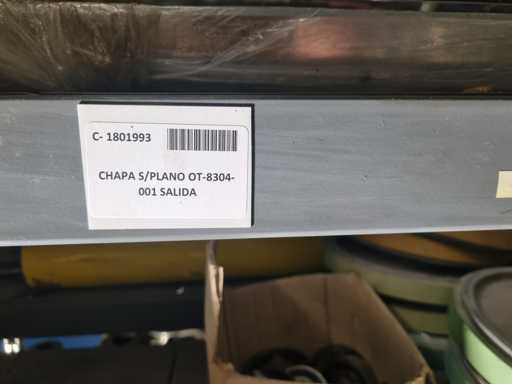 C- 1801993
CHAPA S/PLANO OT-8304-
001 SALIDA